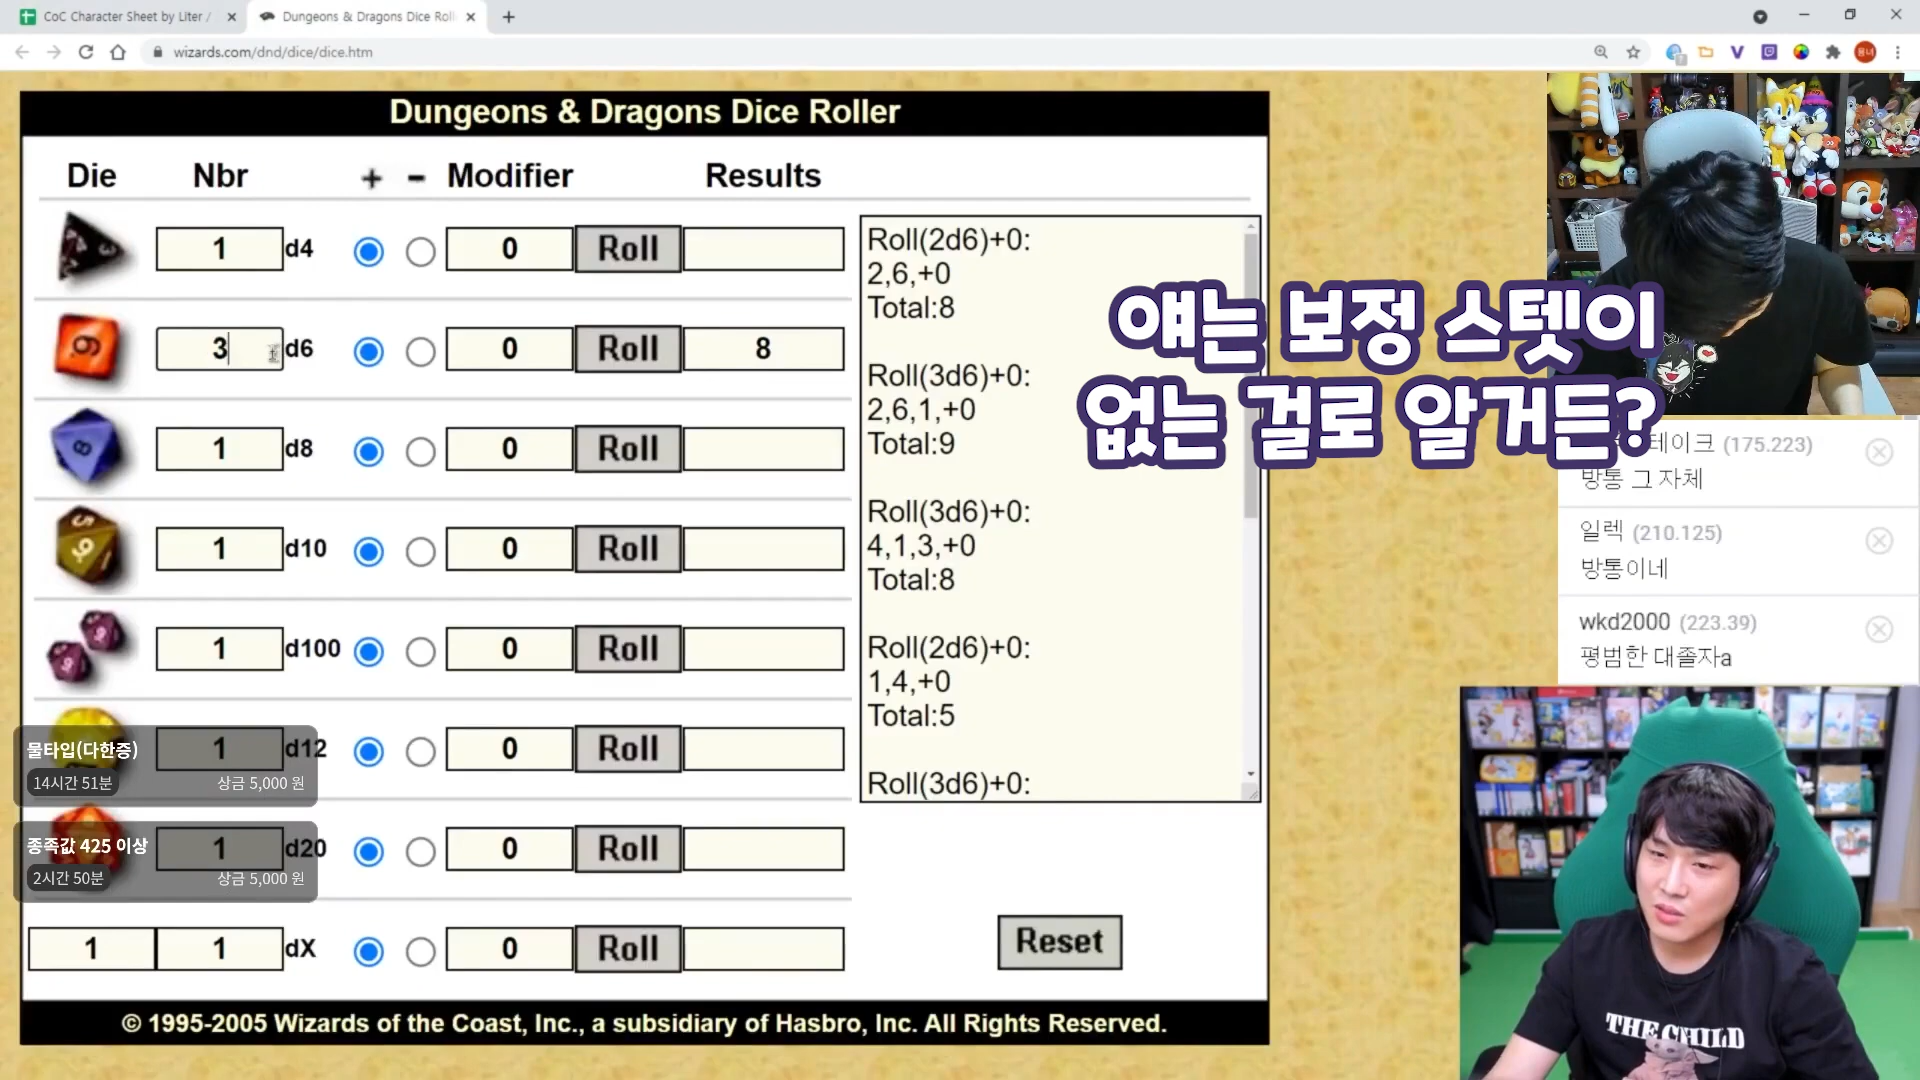 CoC Character Sheet by Liter /
Dungeons & Dragons Dice Roll
wizards.com/dnd/dice/dice.htm
봄너
Dungeons & Dragons Dice Roller
Die Nbr + - Modifier Results
1 d4 0 Roll
3 d6 0 Roll 8
1 d8 0 Roll
1 d10 0 Roll
1 d100 0 Roll
1 d12 0 Roll
1 d20 0 Roll
1 1 dX 0 Roll
Roll(2d6)+0:
2,6,+0
Total:8
Roll(3d6)+0:
2,6,1,+0
Total:9
Roll(3d6)+0:
4,1,3,+0
Total:8
Roll(2d6)+0:
1,4,+0
Total:5
Roll(3d6)+0:
Reset
© 1995-2005 Wizards of the Coast, Inc., a subsidiary of Hasbro, Inc. All Rights Reserved.
물타입(다한증)
14시간 51분 상금 5,000 원
종족값 425 이상
2시간 50분 상금 5,000 원
얘는 보정 스텟이
없는 걸로 알거든?
테이크 (175.223)
방통 그 자체
일렉 (210.125)
방통이네
wkd2000 (223.39)
평범한 대졸자a
THE CHILD